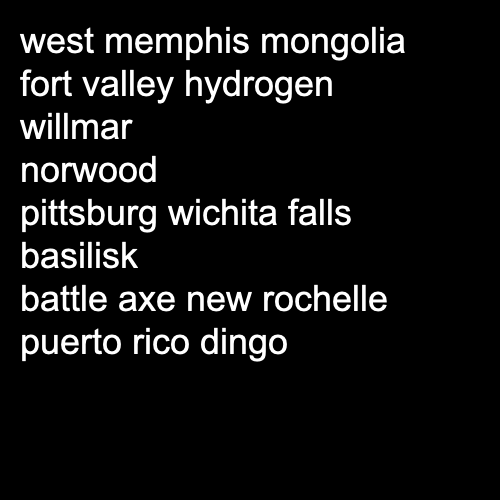 west memphis mongolia
fort valley hydrogen
willmar
norwood
pittsburg wichita falls
basilisk
battle axe new rochelle
puerto rico dingo